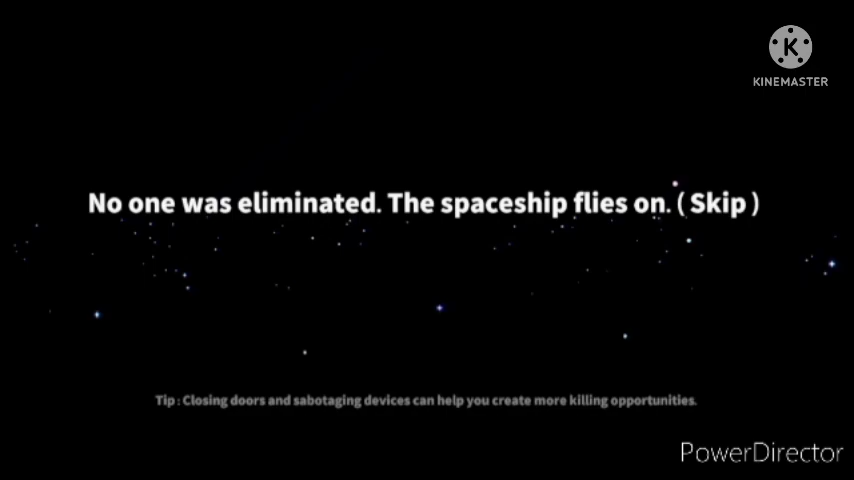 K
KINEMASTER
No one was eliminated. The spaceship flies on. ( Skip )
Tip : Closing doors and sabotaging devices can help you create more killing opportunities.
PowerDirector